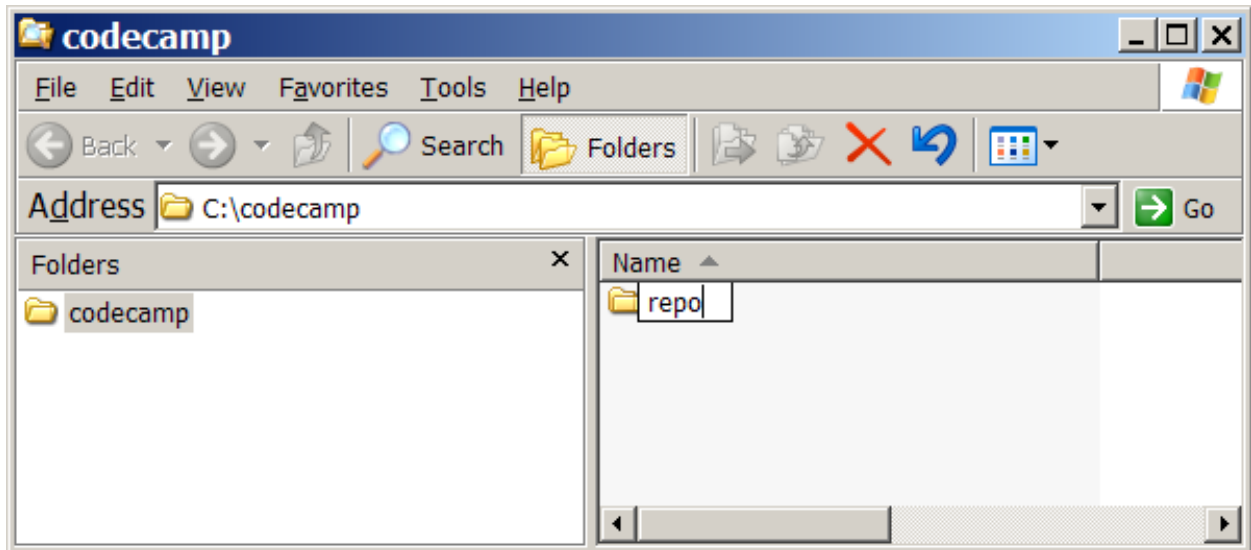 codecamp
File Edit View Favorites Tools Help
Back Search Folders
Address C:\codecamp Go
Folders x Name
codecamp repo